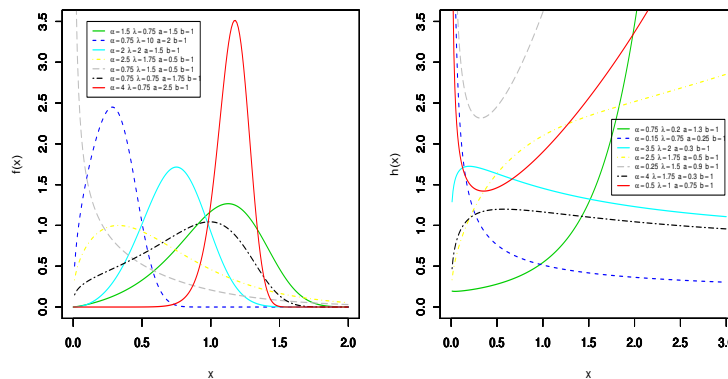 α=1.5 λ=0.75 a=1.5 b=1
α=0.75 λ=10 a=2 b=1
α=2 λ=2 a=1.5 b=1
α=2.5 λ=1.75 a=0.5 b=1
α=0.75 λ=1.5 a=0.5 b=1
α=0.75 λ=0.75 a=1.75 b=1
α=4 λ=0.75 a=2.5 b=1
f(x)
0.0 0.5 1.0 1.5 2.0 2.5 3.0 3.5
0.0 0.5 1.0 1.5 2.0
x
α=0.75 λ=0.2 a=1.3 b=1
α=0.15 λ=0.75 a=0.25 b=1
α=3.5 λ=2 a=0.3 b=1
α=2.5 λ=1.75 a=0.5 b=1
α=0.25 λ=1.5 a=0.9 b=1
α=4 λ=1.75 a=0.3 b=1
α=0.5 λ=1 a=0.75 b=1
h(x)
0.0 0.5 1.0 1.5 2.0 2.5 3.0 3.5
0.0 0.5 1.0 1.5 2.0 2.5 3.0
x